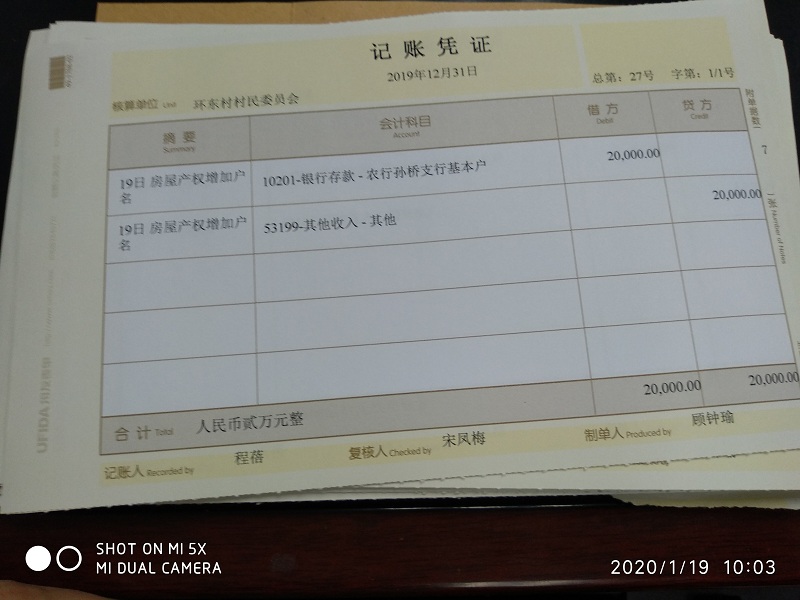 记账凭证
2019年12月31日
总第：27号 字第：1/1号
核算单位 Unit 环东村村民委员会
摘要 会计科目 借方 贷方
Summary Account Debit Credit
19日 房屋产权增加户名 10201-银行存款 - 农行孙桥支行基本户 20,000.00
19日 房屋产权增加户名 53199-其他收入 - 其他 20,000.00
合计 Total 人民币贰万元整 20,000.00 20,000.00
记账人 Recorded by 程蓓 复核人 Checked by 宋凤梅 制单人 Produced by 顾钟瑜
附单据数 7 张 Number of Notes
UFIDA
SHOT ON MI 5X
MI DUAL CAMERA
2020/1/19 10:03